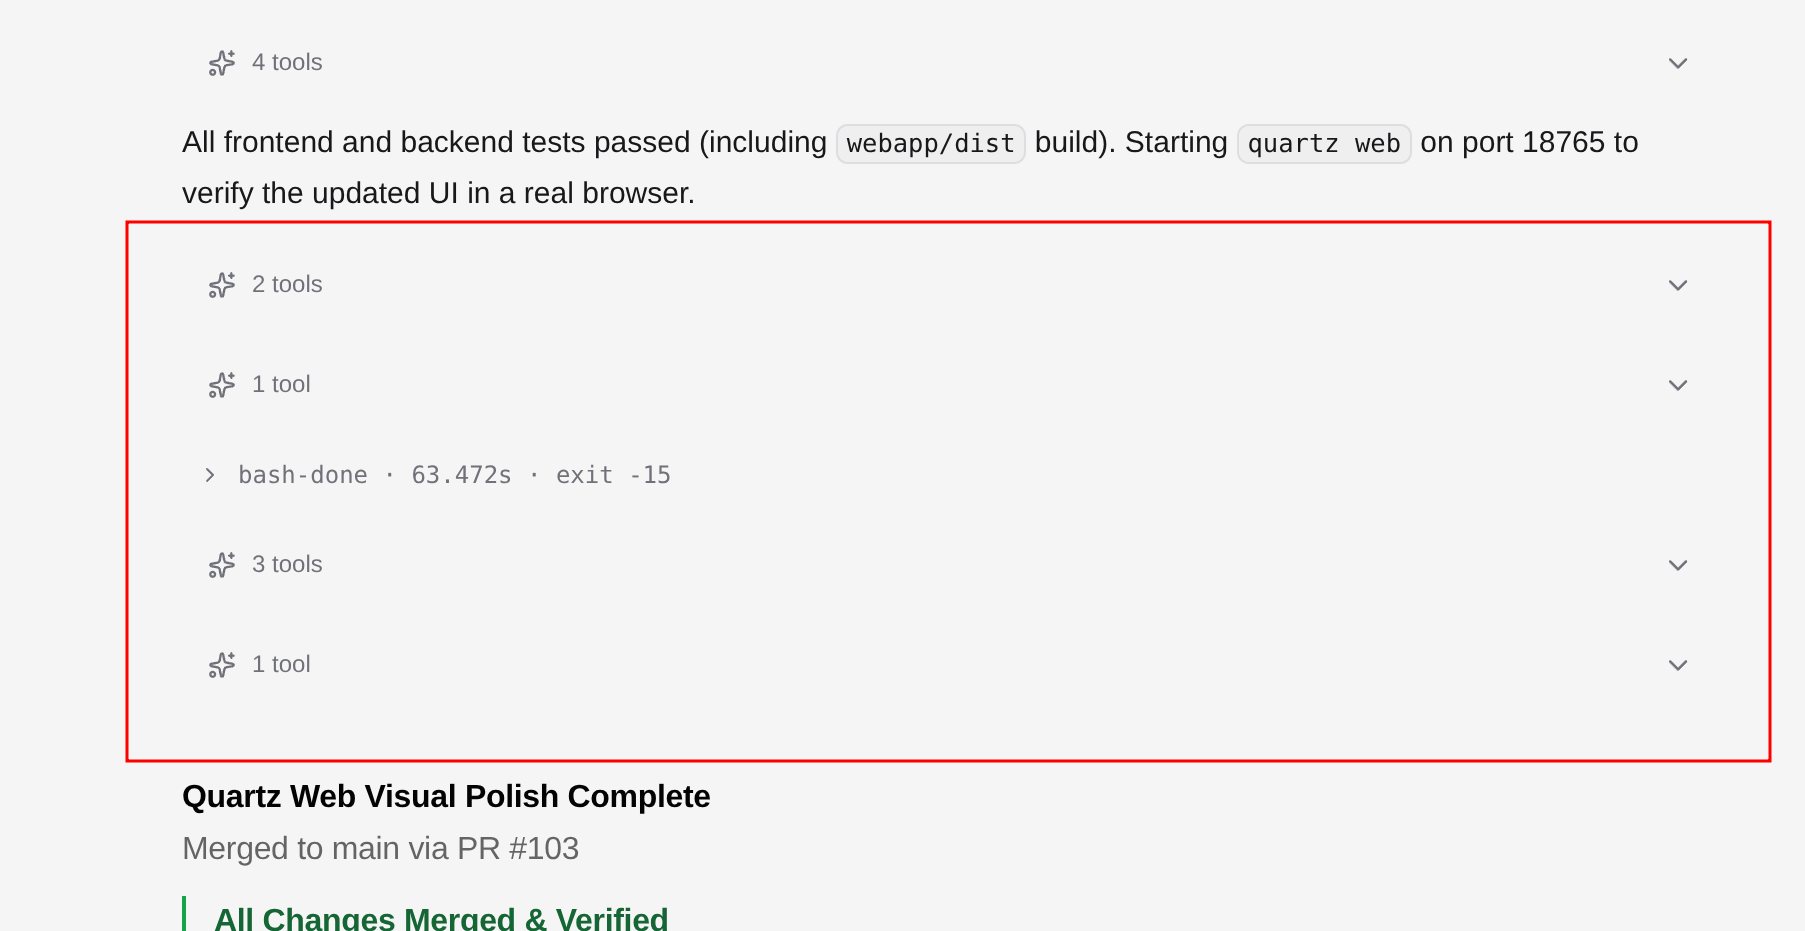 4 tools
All frontend and backend tests passed (including webapp/dist build). Starting quartz web on port 18765 to
verify the updated UI in a real browser.
2 tools
1 tool
bash-done · 63.472s · exit -15
3 tools
1 tool
Quartz Web Visual Polish Complete
Merged to main via PR #103
All Changes Merged & Verified